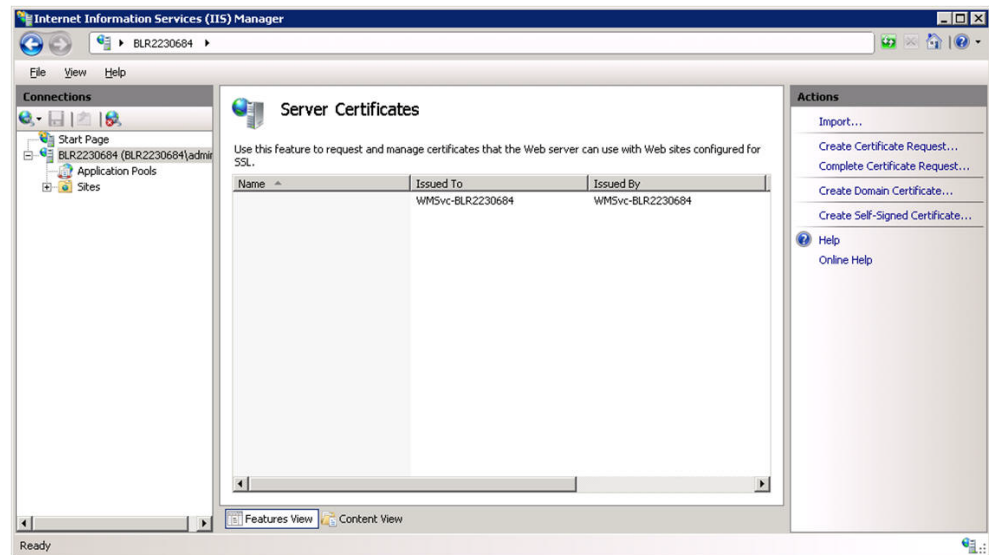 Internet Information Services (IIS) Manager
BLR2230684
File View Help
Connections
Start Page
BLR2230684 (BLR2230684\admir
Application Pools
Sites
Server Certificates
Use this feature to request and manage certificates that the Web server can use with Web sites configured for
SSL.
Name Issued To Issued By
WMSvc-BLR2230684 WMSvc-BLR2230684
Features View Content View
Actions
Import...
Create Certificate Request...
Complete Certificate Request...
Create Domain Certificate...
Create Self-Signed Certificate...
Help
Online Help
Ready